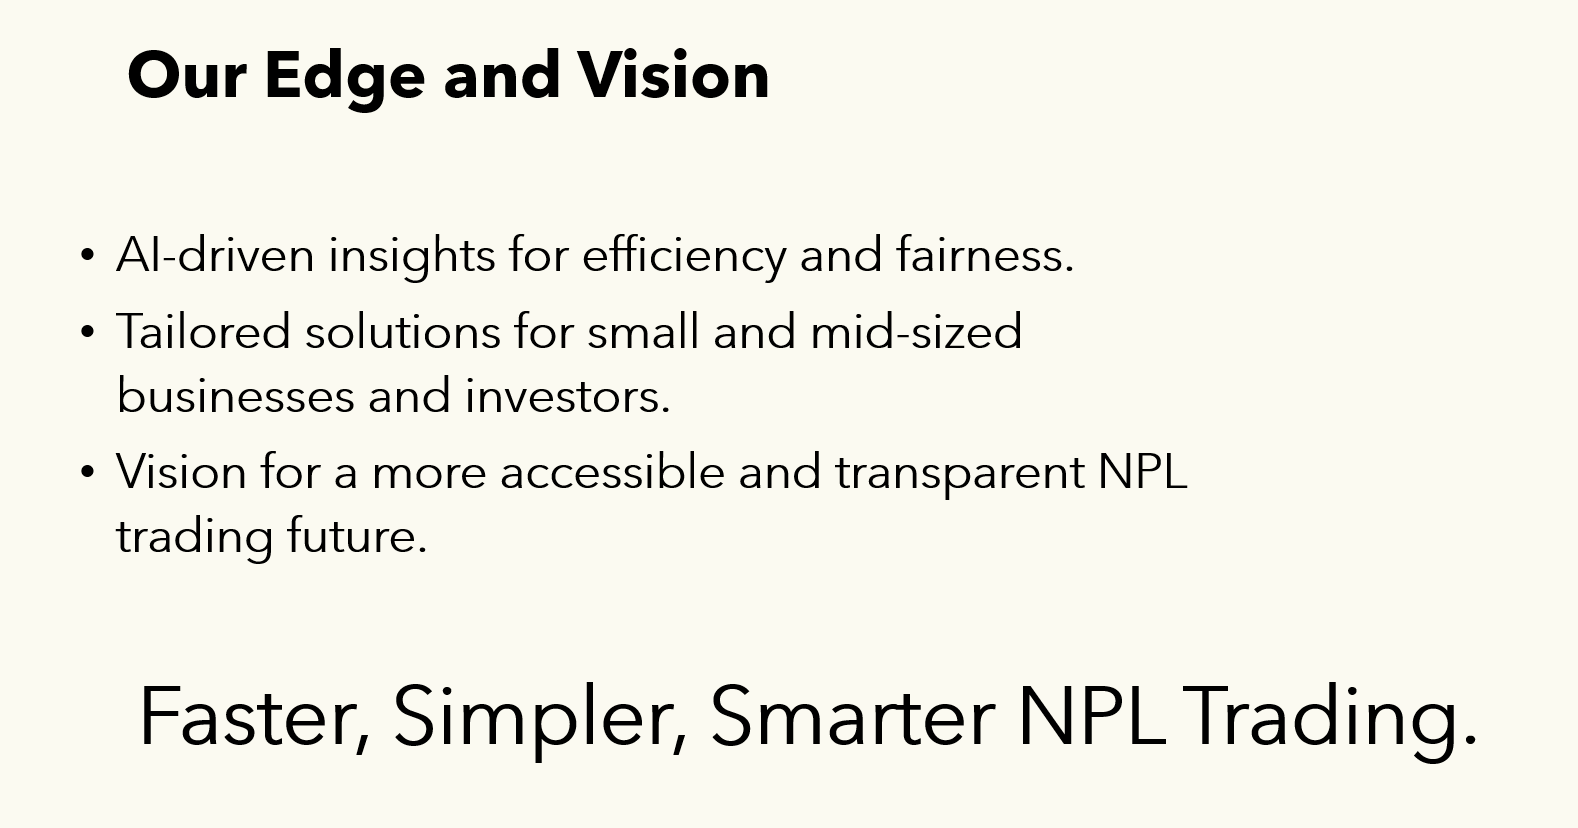 Our Edge and Vision
• AI-driven insights for efficiency and fairness.
• Tailored solutions for small and mid-sized
businesses and investors.
• Vision for a more accessible and transparent NPL
trading future.
Faster, Simpler, Smarter NPL Trading.